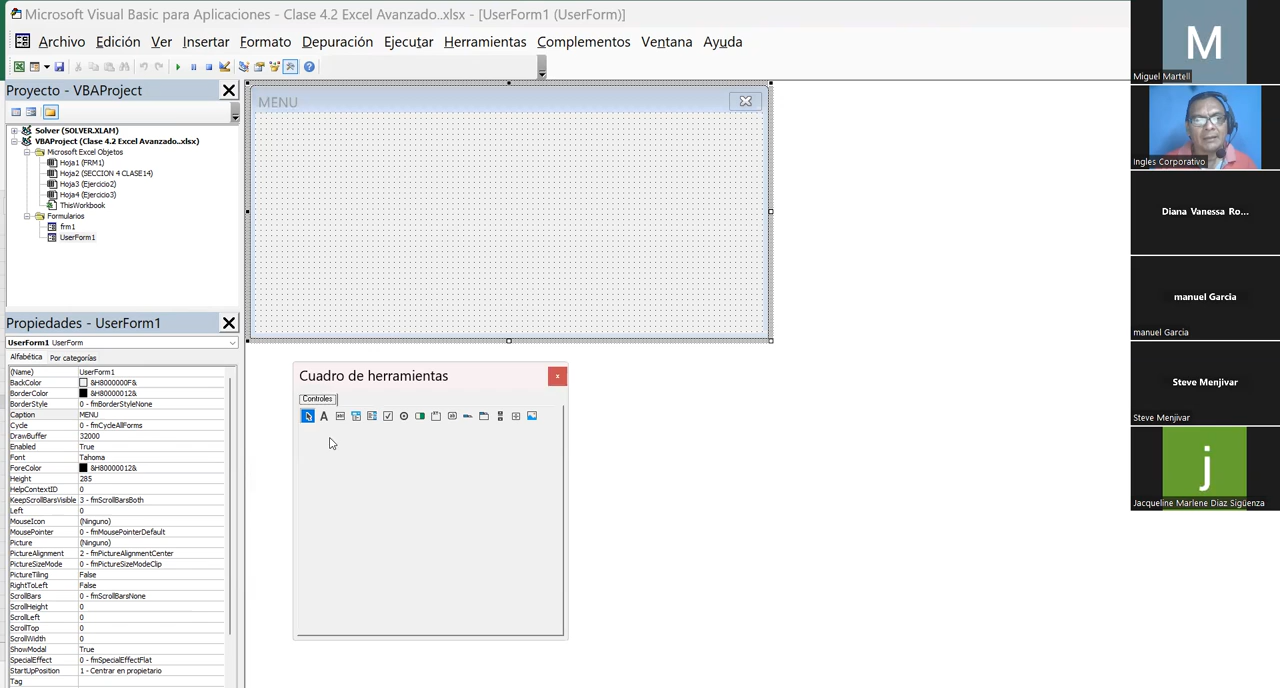 Microsoft Visual Basic para Aplicaciones - Clase 4.2 Excel Avanzado..xlsx - [UserForm1 (UserForm)]
Archivo Edición Ver Insertar Formato Depuración Ejecutar Herramientas Complementos Ventana Ayuda
Proyecto - VBAProject
Solver (SOLVER.XLAM)
VBAProject (Clase 4.2 Excel Avanzado..xlsx)
Microsoft Excel Objetos
Hoja1 (FRM1)
Hoja2 (SECCION 4 CLASE14)
Hoja3 (Ejercicio2)
Hoja4 (Ejercicio3)
ThisWorkbook
Formularios
frm1
UserForm1
Propiedades - UserForm1
UserForm1 UserForm
Alfabética Por categorías
(Name) UserForm1
BackColor &H8000000F&
BorderColor &H80000012&
BorderStyle 0 - fmBorderStyleNone
Caption MENU
Cycle 0 - fmCycleAllForms
DrawBuffer 32000
Enabled True
Font Tahoma
ForeColor &H80000012&
Height 285
HelpContextID 0
KeepScrollBarsVisible 3 - fmScrollBarsBoth
Left 0
MouseIcon (Ninguno)
MousePointer 0 - fmMousePointerDefault
Picture (Ninguno)
PictureAlignment 2 - fmPictureAlignmentCenter
PictureSizeMode 0 - fmPictureSizeModeClip
PictureTiling False
RightToLeft False
ScrollBars 0 - fmScrollBarsNone
ScrollHeight 0
ScrollLeft 0
ScrollTop 0
ScrollWidth 0
ShowModal True
SpecialEffect 0 - fmSpecialEffectFlat
StartUpPosition 1 - Centrar en propietario
Tag
MENU
Cuadro de herramientas
Controles
M
Miguel Martell
Ingles Corporativo
Diana Vanessa Ro...
manuel Garcia
manuel Garcia
Steve Menjivar
Steve Menjivar
j
Jacqueline Marlene Diaz Sigüenza